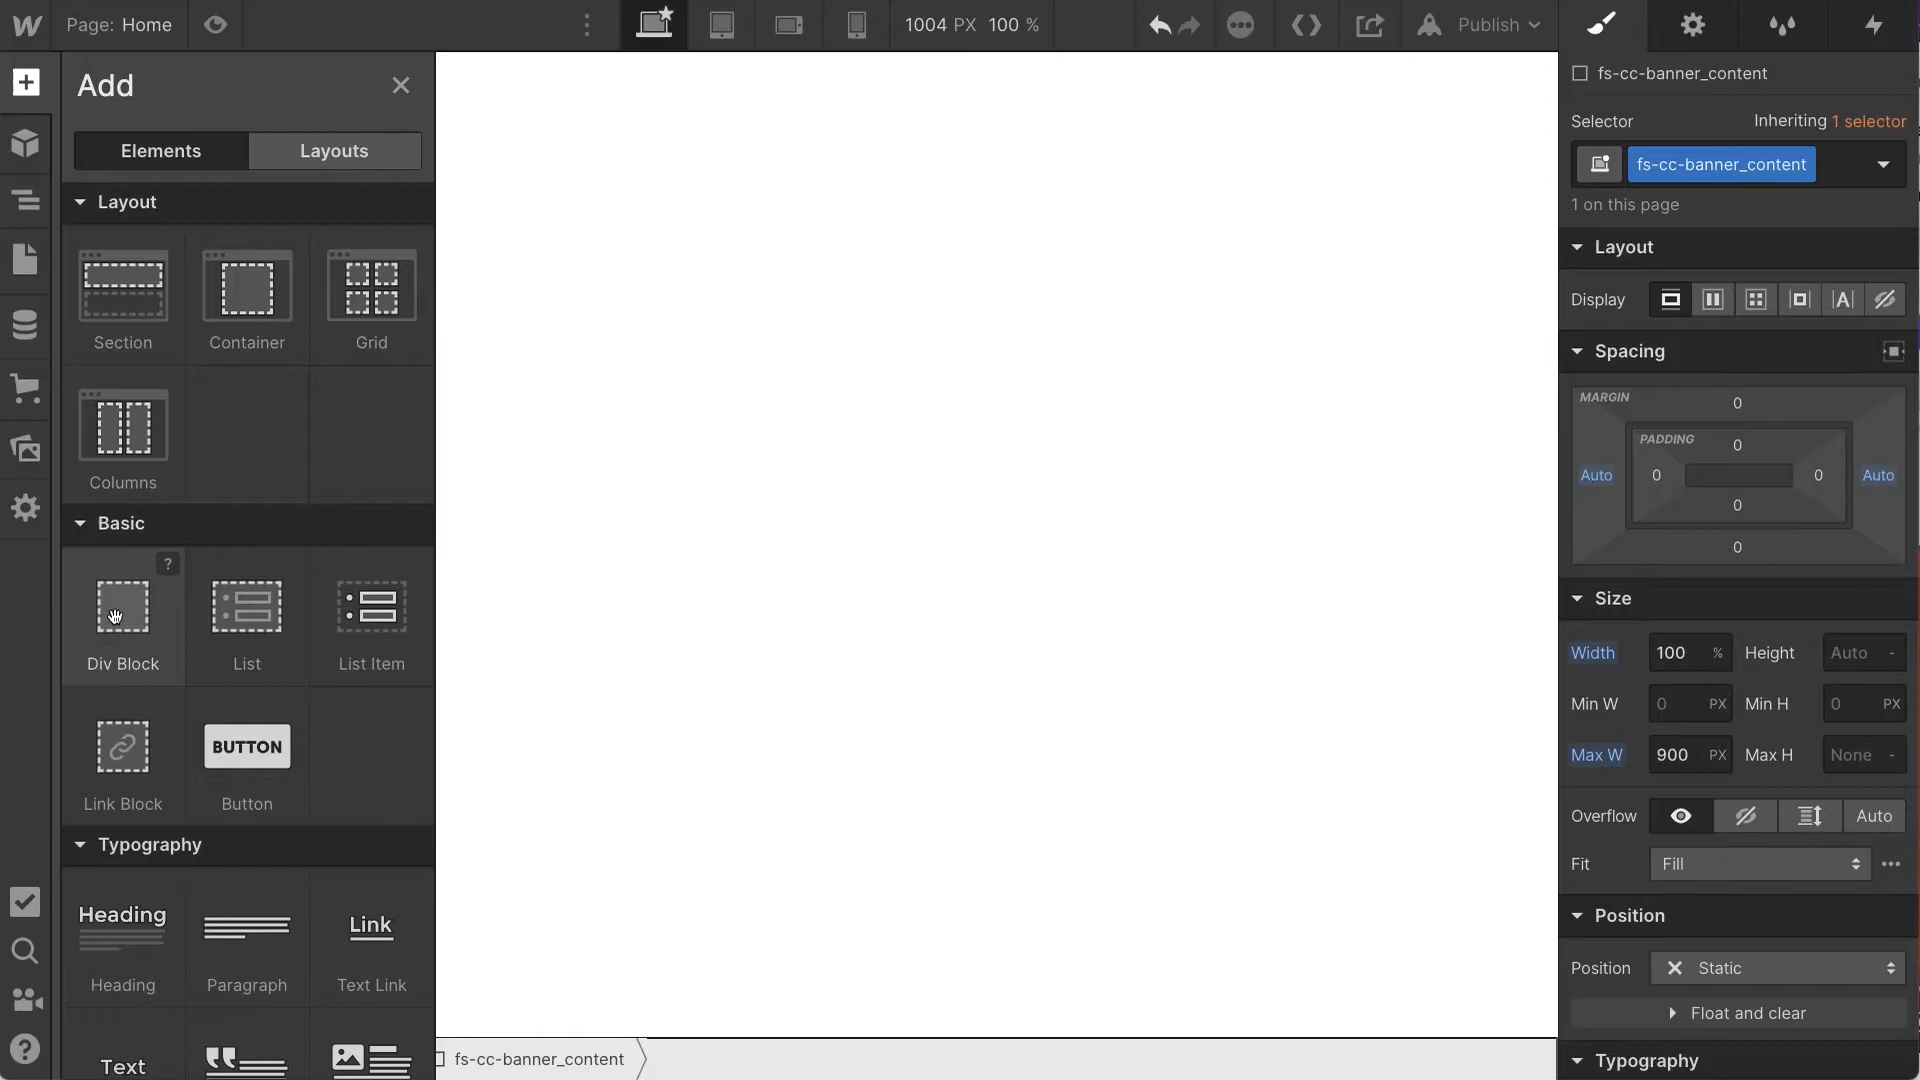 Page: Home
1004 PX 100 %
Publish
Add
Elements
Layouts
Layout
Section
Container
Grid
Columns
Basic
?
Div Block
List
List Item
BUTTON
Link Block
Button
Typography
Heading
Link
Heading
Paragraph
Text Link
Text
fs-cc-banner_content
fs-cc-banner_content
Selector
Inheriting 1 selector
fs-cc-banner_content
1 on this page
Layout
Display
A
Spacing
MARGIN
0
PADDING
0
Auto
0
0
Auto
0
0
Size
Width
100 %
Height
Auto -
Min W
0 PX
Min H
0 PX
Max W
900 PX
Max H
None -
Overflow
Auto
Fit
Fill
Position
Position
Static
Float and clear
Typography